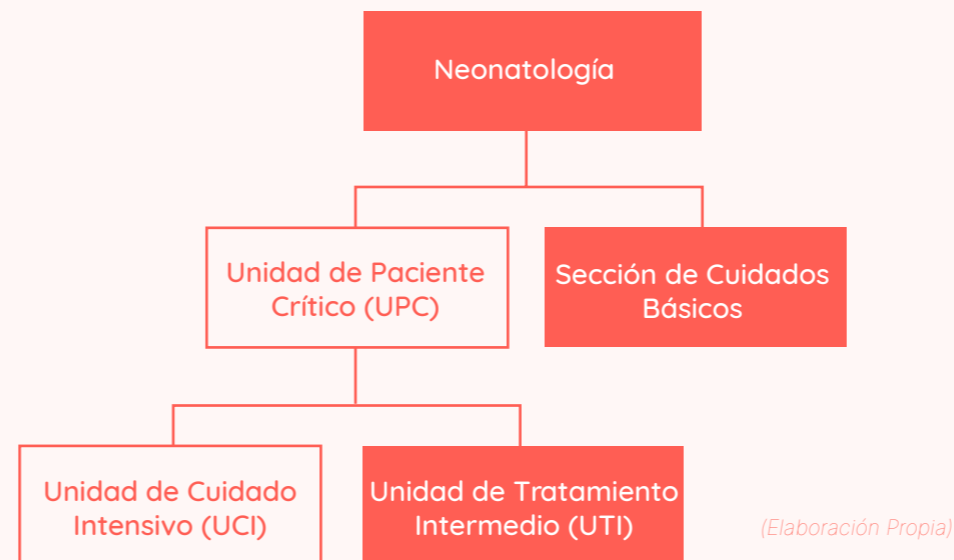 Neonatología
Unidad de Paciente
Crítico (UPC)
Sección de Cuidados
Básicos
Unidad de Cuidado
Intensivo (UCI)
Unidad de Tratamiento
Intermedio (UTI)
(Elaboración Propia)